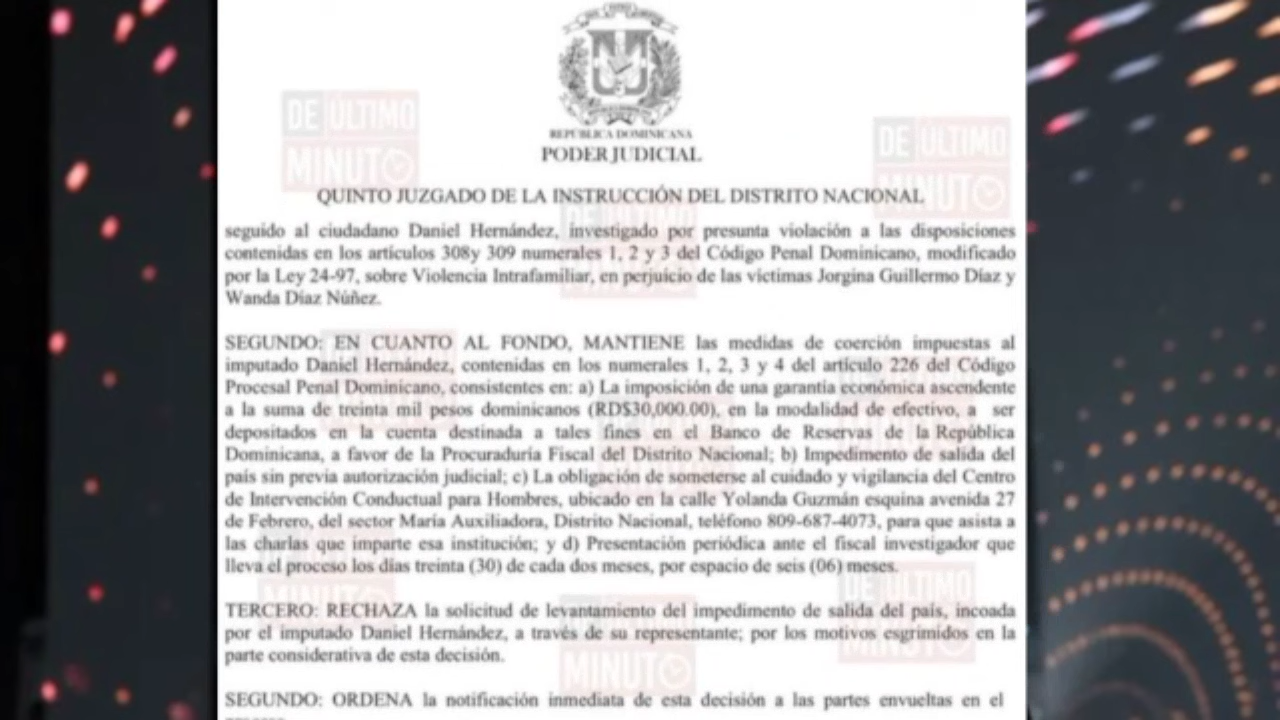 REPÚBLICA DOMINICANA
PODER JUDICIAL
DE ÚLTIMO
MINUTO
DE ÚLTIMO
MINUTO
QUINTO JUZGADO DE LA INSTRUCCIÓN DEL DISTRITO NACIONAL
seguido al ciudadano Daniel Hernández, investigado por presunta violación a las disposiciones
contenidas en los artículos 308y 309 numerales 1, 2 y 3 del Código Penal Dominicano, modificado
por la Ley 24-97, sobre Violencia Intrafamiliar, en perjuicio de las víctimas Jorgina Guillermo Díaz y
Wanda Díaz Núñez.
SEGUNDO: EN CUANTO AL FONDO, MANTIENE las medidas de coerción impuestas al
imputado Daniel Hernández, contenidas en los numerales 1, 2, 3 y 4 del artículo 226 del Código
Procesal Penal Dominicano, consistentes en: a) La imposición de una garantía económica ascendente
a la suma de treinta mil pesos dominicanos (RD$30,000.00), en la modalidad de efectivo, a ser
depositados en la cuenta destinada a tales fines en el Banco de Reservas de la República
Dominicana, a favor de la Procuraduría Fiscal del Distrito Nacional; b) Impedimento de salida del
país sin previa autorización judicial; c) La obligación de someterse al cuidado y vigilancia del Centro
de Intervención Conductual para Hombres, ubicado en la calle Yolanda Guzmán esquina avenida 27
de Febrero, del sector María Auxiliadora, Distrito Nacional, teléfono 809-687-4073, para que asista a
las charlas que imparte esa institución; y d) Presentación periódica ante el fiscal investigador que
lleva el proceso los días treinta (30) de cada dos meses, por espacio de seis (06) meses.
TERCERO: RECHAZA la solicitud de levantamiento del impedimento de salida del país, incoada
por el imputado Daniel Hernández, a través de su representante; por los motivos esgrimidos en la
parte considerativa de esta decisión.
SEGUNDO: ORDENA la notificación inmediata de esta decisión a las partes envueltas en el